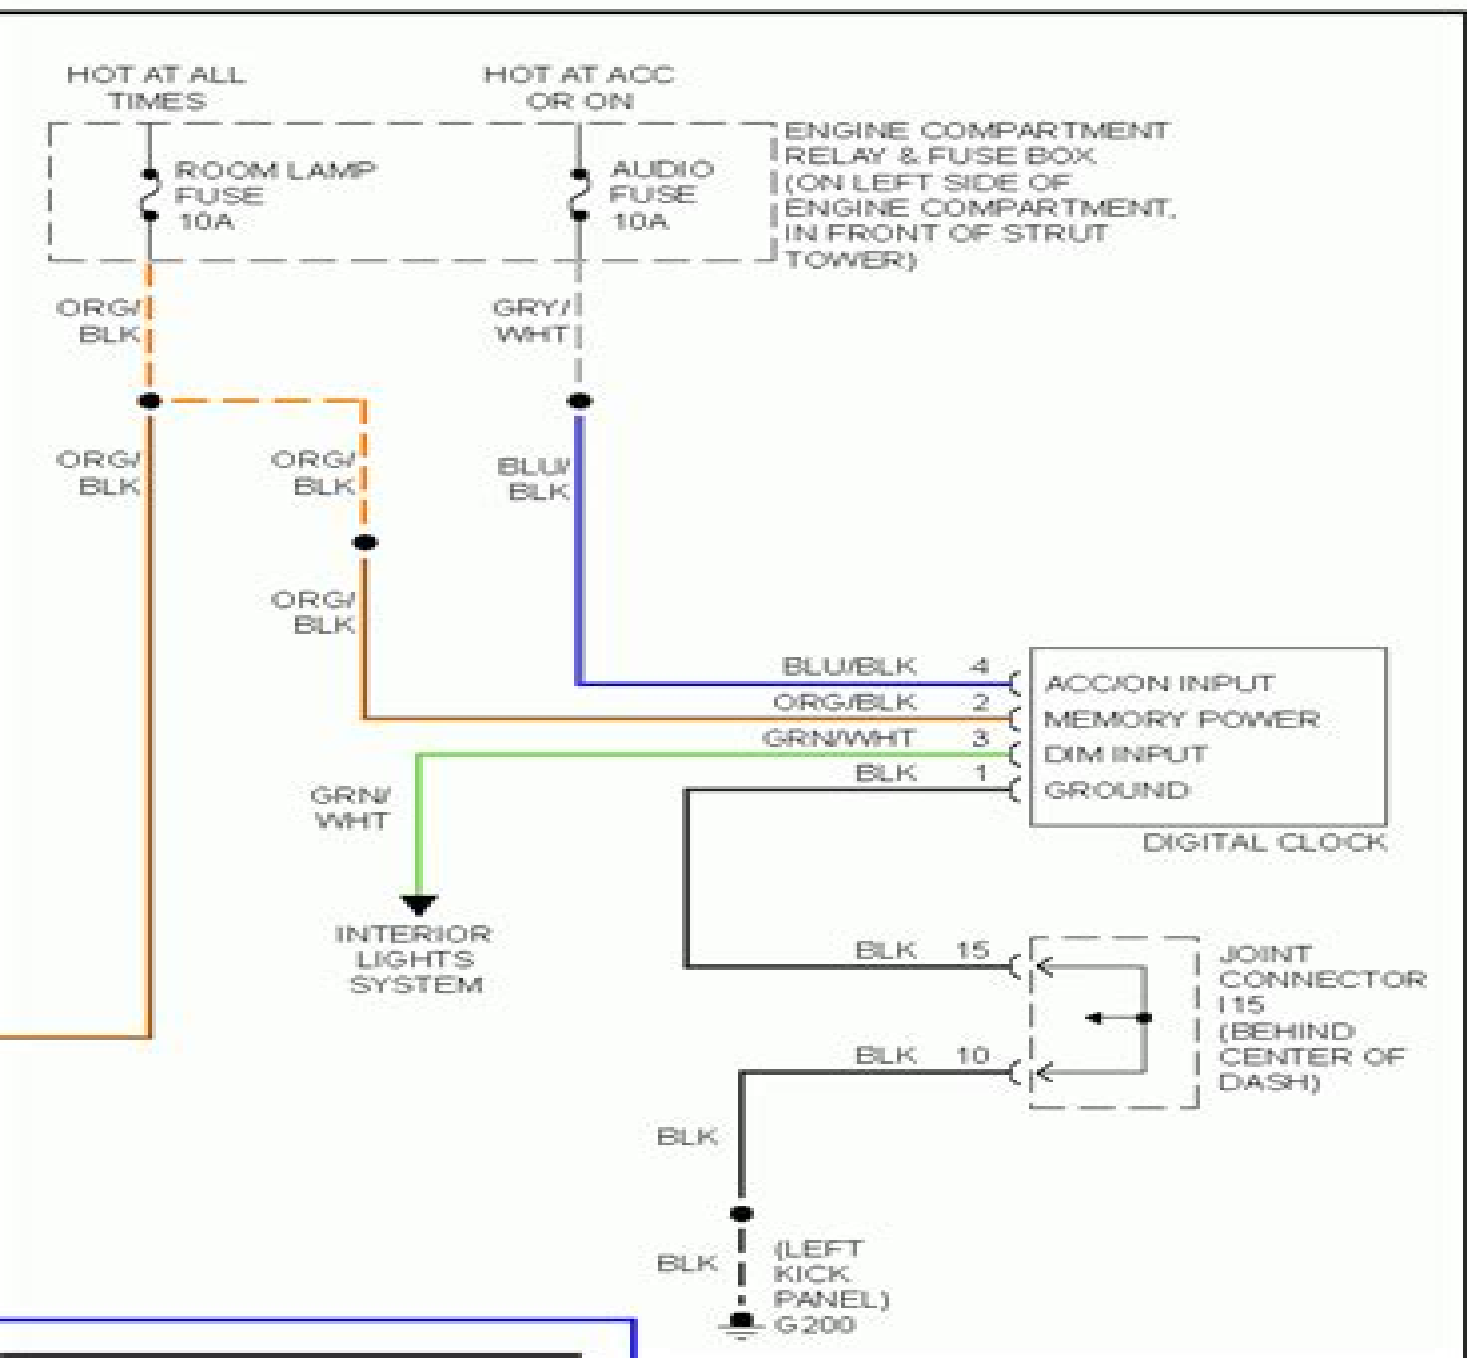 HOT AT ALL
TIMES
HOT AT ACC
OR ON
ROOM LAMP
FUSE
10A
AUDIO
FUSE
10A
ENGINE COMPARTMENT
RELAY & FUSE BOX
(ON LEFT SIDE OF
ENGINE COMPARTMENT,
IN FRONT OF STRUT
TOWER)
ORG/
BLK
GRY/
WHT
ORG/
BLK
ORG/
BLK
BLU/
BLK
ORG/
BLK
BLU/BLK 4
ACC/ON INPUT
ORG/BLK 2
MEMORY POWER
GRN/WHT 3
DIM INPUT
BLK 1
GROUND
DIGITAL CLOCK
GRN/
WHT
INTERIOR
LIGHTS
SYSTEM
BLK 15
BLK 10
JOINT
CONNECTOR
I15
(BEHIND
CENTER OF
DASH)
BLK
BLK
(LEFT
KICK
PANEL)
G200